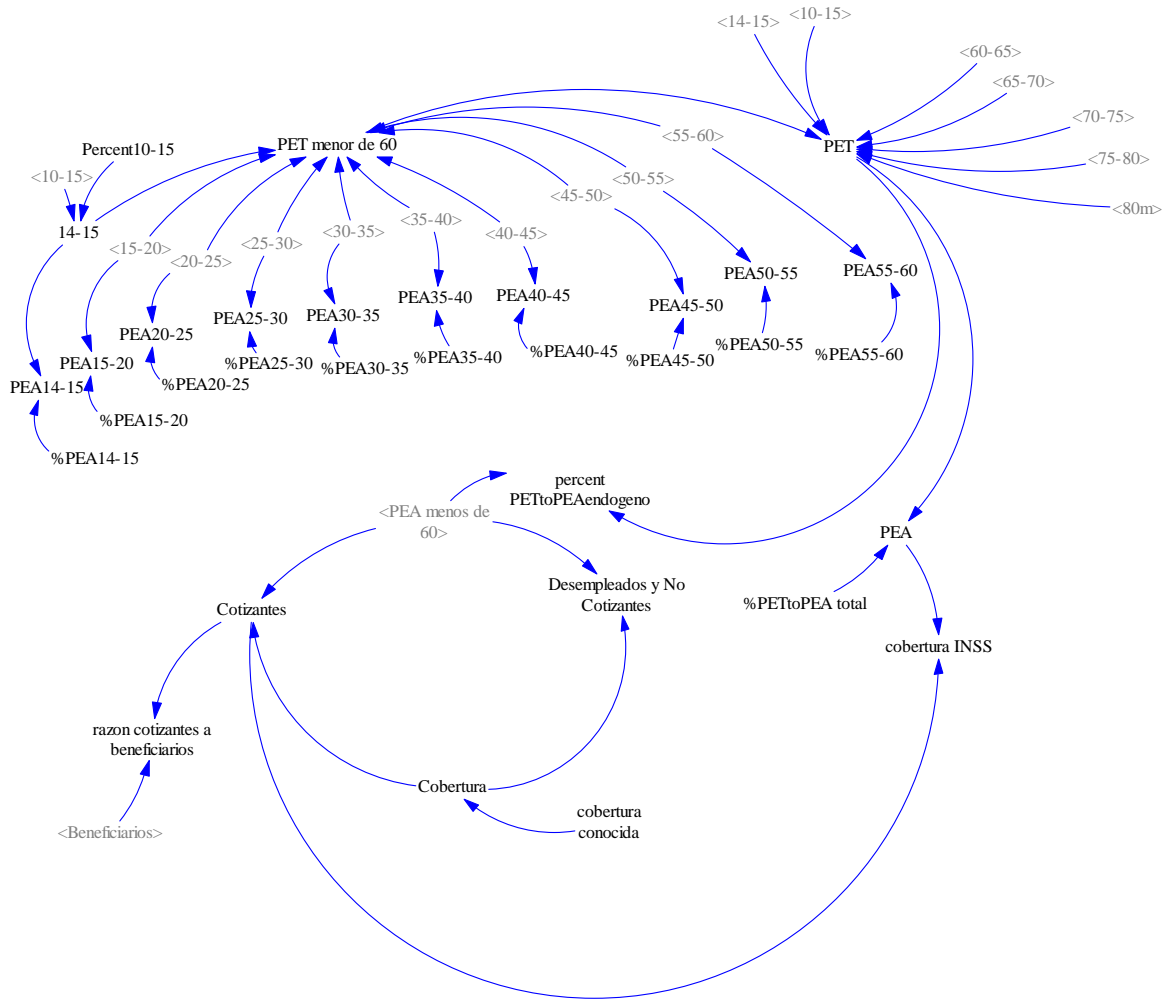 <10-15>
<14-15>
<60-65>
<65-70>
<70-75>
<75-80>
<80m>
PET
<55-60>
PET menor de 60
Percent10-15
<10-15>
14-15
<15-20>
<20-25>
<25-30>
<30-35>
<35-40>
<40-45>
<45-50>
<50-55>
PEA14-15
PEA15-20
PEA20-25
PEA25-30
PEA30-35
PEA35-40
PEA40-45
PEA45-50
PEA50-55
PEA55-60
%PEA14-15
%PEA15-20
%PEA20-25
%PEA25-30
%PEA30-35
%PEA35-40
%PEA40-45
%PEA45-50
%PEA50-55
%PEA55-60
percent
PETtoPEAendogeno
<PEA menos de
60>
PEA
%PETtoPEA total
Desempleados y No
Cotizantes
Cotizantes
cobertura INSS
razon cotizantes a
beneficiarios
Cobertura
cobertura
conocida
<Beneficiarios>